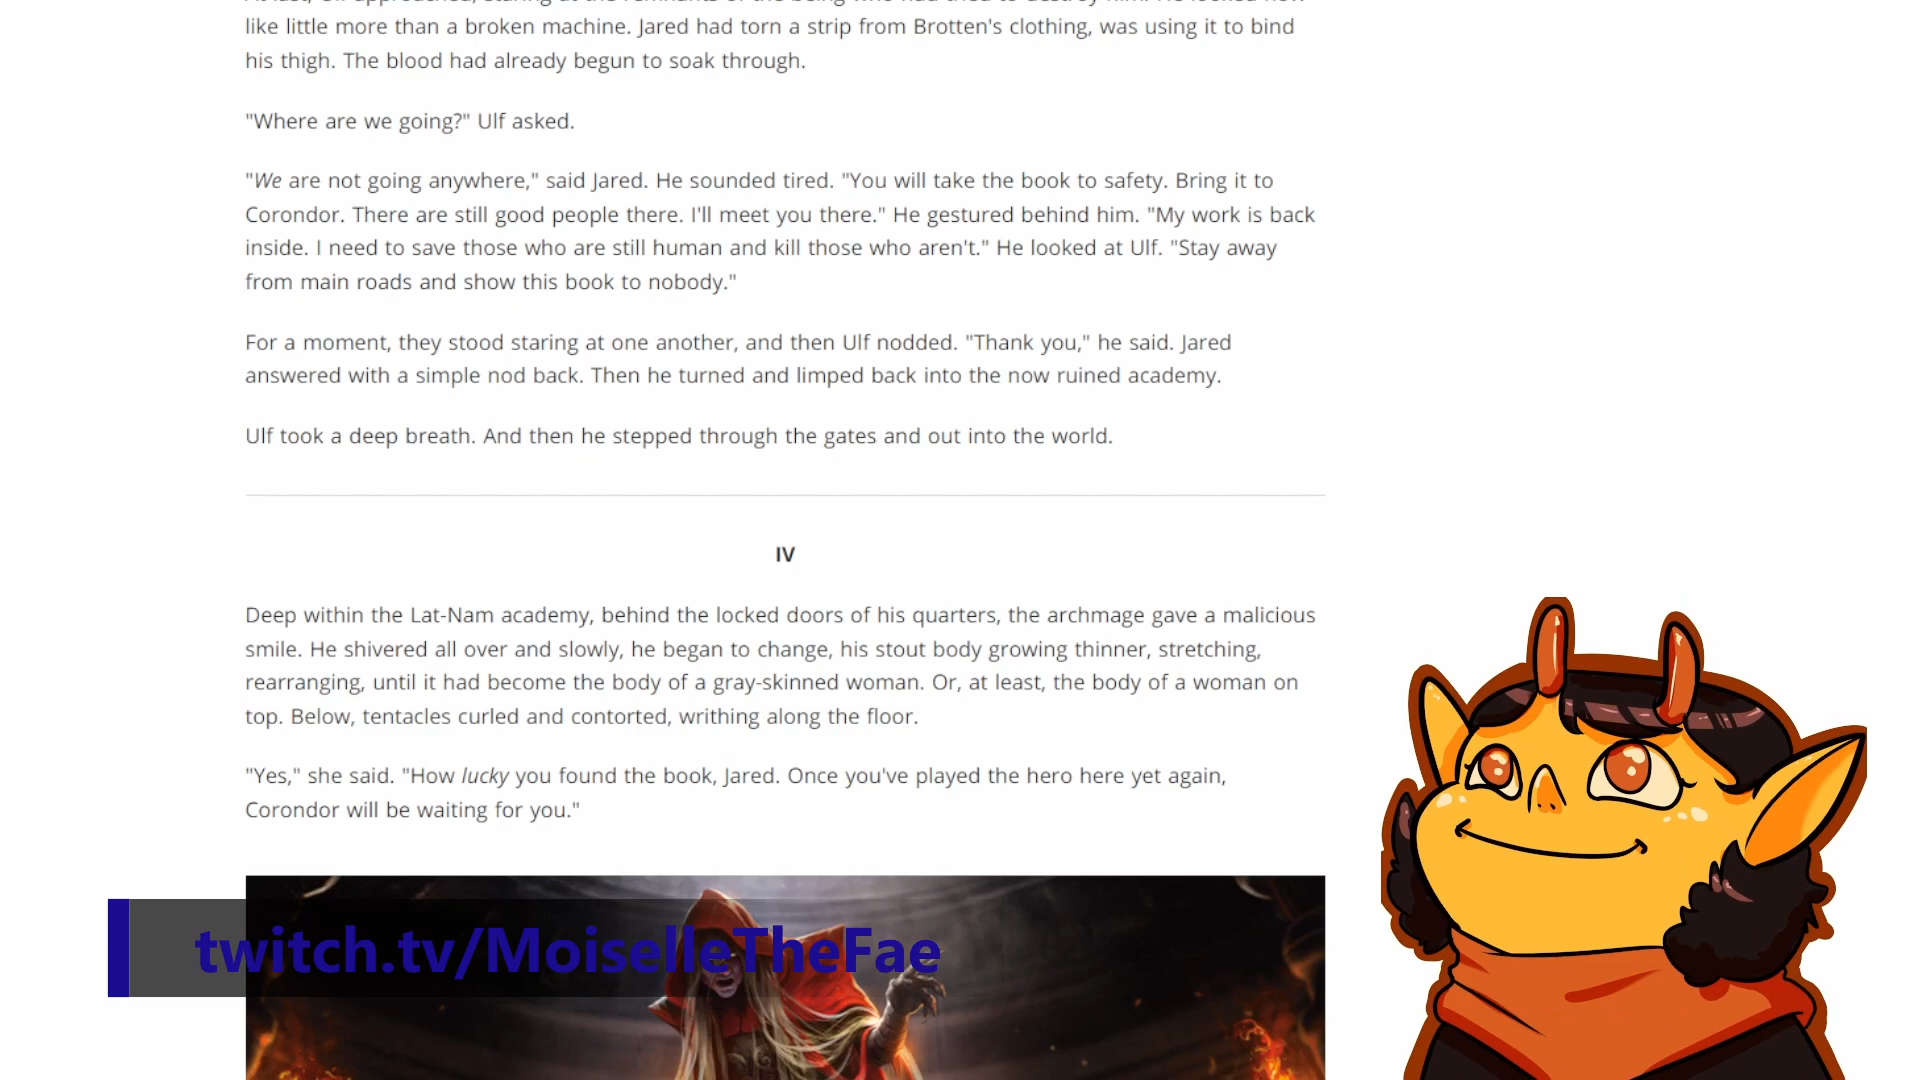 like little more than a broken machine. Jared had torn a strip from Brotten's clothing, was using it to bind
his thigh. The blood had already begun to soak through.
"Where are we going?" Ulf asked.
"We are not going anywhere," said Jared. He sounded tired. "You will take the book to safety. Bring it to
Corondor. There are still good people there. I'll meet you there." He gestured behind him. "My work is back
inside. I need to save those who are still human and kill those who aren't." He looked at Ulf. "Stay away
from main roads and show this book to nobody."
For a moment, they stood staring at one another, and then Ulf nodded. "Thank you," he said. Jared
answered with a simple nod back. Then he turned and limped back into the now ruined academy.
Ulf took a deep breath. And then he stepped through the gates and out into the world.
IV
Deep within the Lat-Nam academy, behind the locked doors of his quarters, the archmage gave a malicious
smile. He shivered all over and slowly, he began to change, his stout body growing thinner, stretching,
rearranging, until it had become the body of a gray-skinned woman. Or, at least, the body of a woman on
top. Below, tentacles curled and contorted, writhing along the floor.
"Yes," she said. "How lucky you found the book, Jared. Once you've played the hero here yet again,
Corondor will be waiting for you."
twitch.tv/MoiselleTheFae